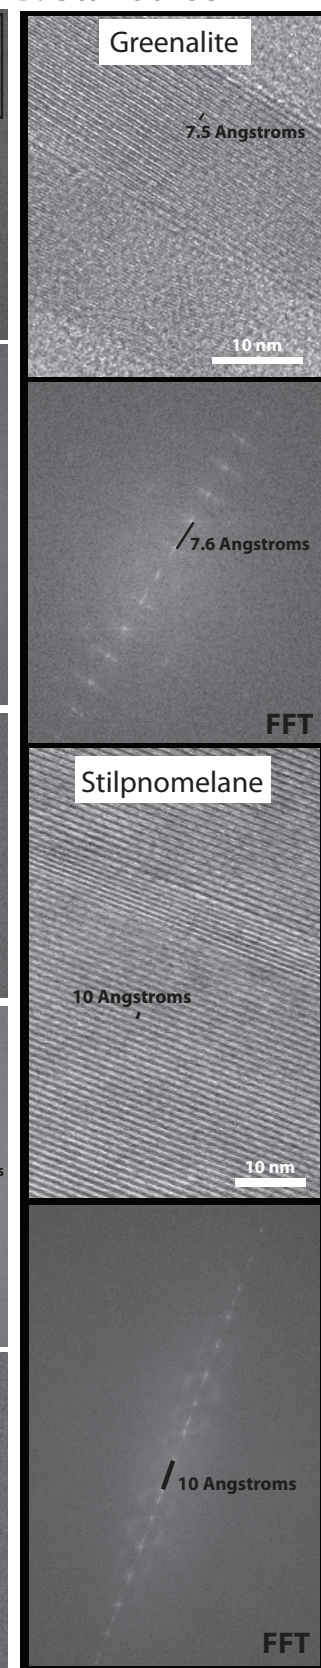 Greenalite
7.5 Angstroms
10 nm
7.6 Angstroms
FFT
Stilpnomelane
10 Angstroms
10 nm
10 Angstroms
FFT